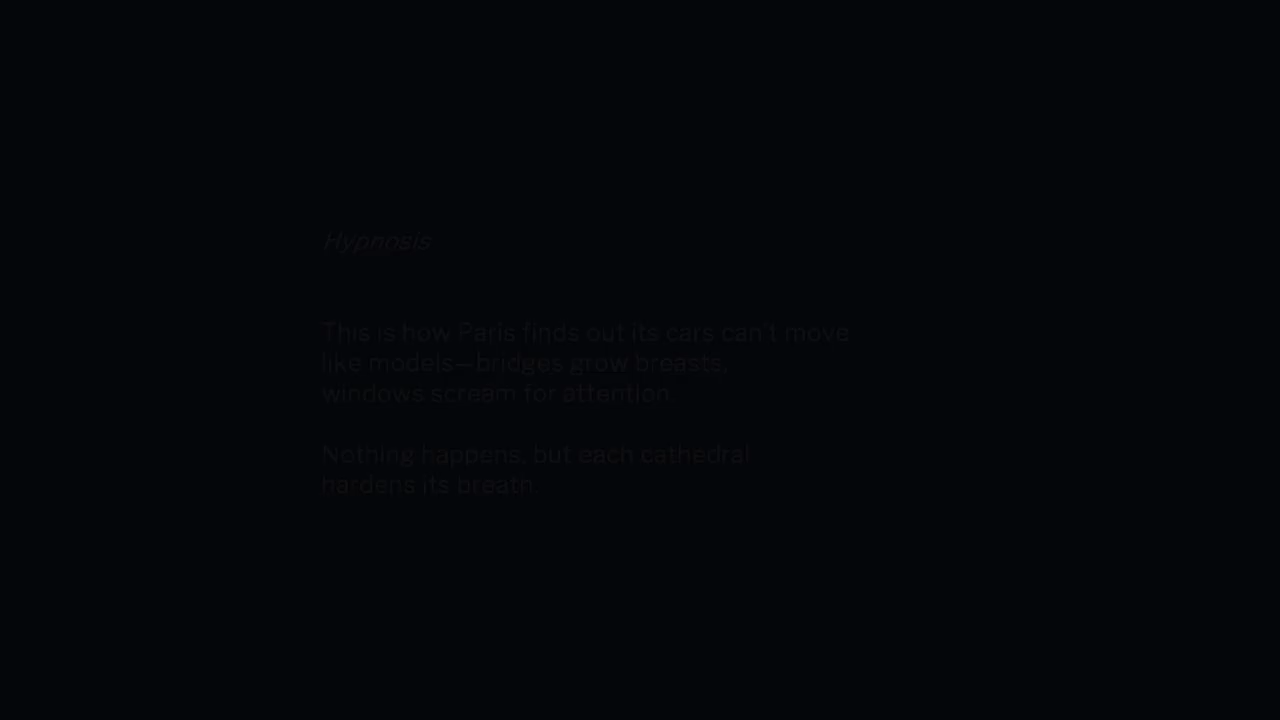 Hypnosis
This is how Paris finds out its cars can't move
like models—bridges grow breasts,
windows scream for attention.
Nothing happens, but each cathedral
hardens its breath.